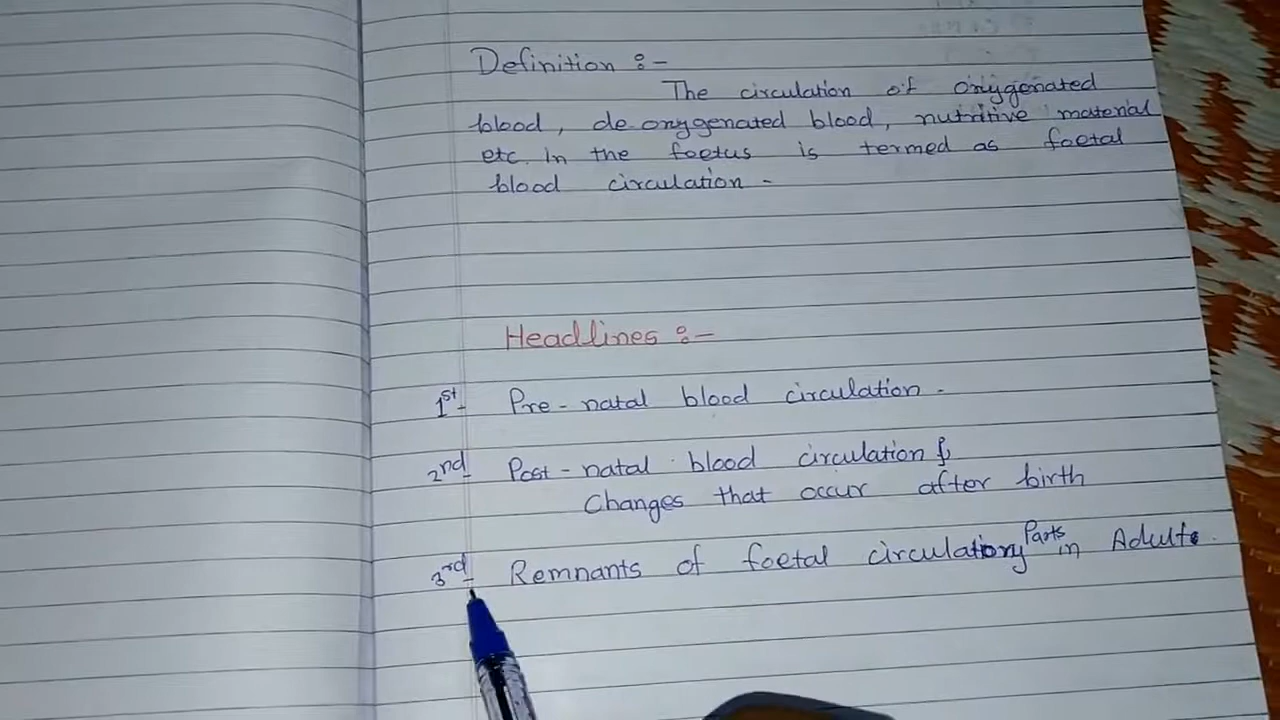 Definition :-
The circulation of oxygenated
blood, de oxygenated blood, nutritive material
etc. in the foetus is termed as foetal
blood circulation -
Headlines :-
1st- Pre-natal blood circulation -
2nd- Post-natal blood circulation &
Changes that occur after birth
3rd- Remnants of foetal circulatiory Parts in Adults.